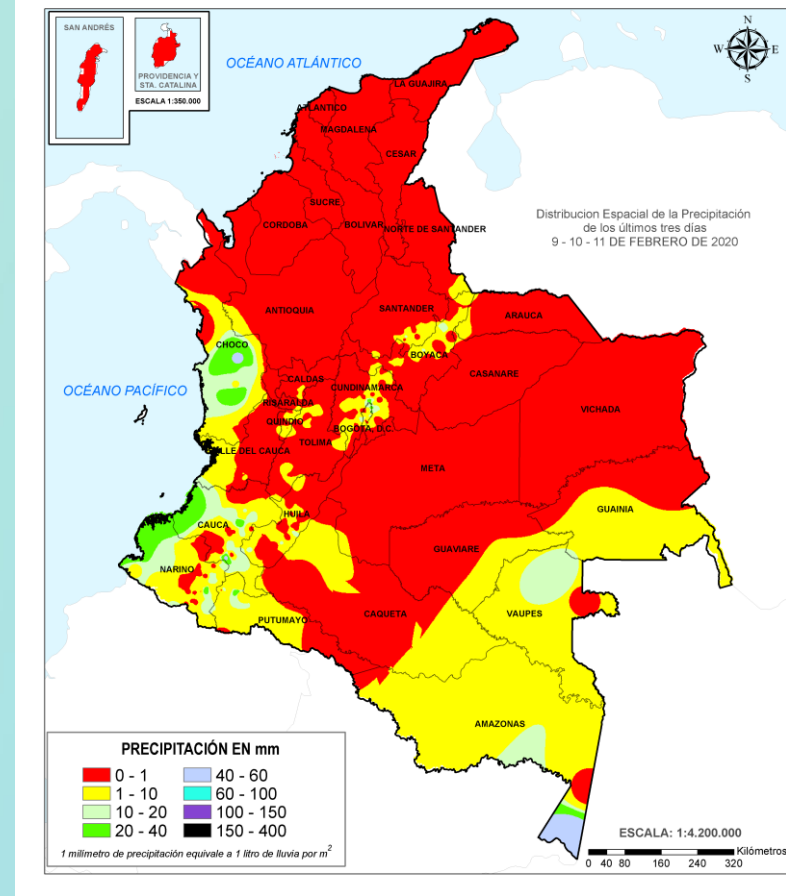 SAN ANDRÉS
PROVIDENCIA Y
STA. CATALINA
ESCALA 1:350.000
N
W
E
S
OCÉANO ATLÁNTICO
LA GUAJIRA
ATLANTICO
MAGDALENA
CESAR
Distribucion Espacial de la Precipitación
de los últimos tres días
9 - 10 - 11 DE FEBRERO DE 2020
SUCRE
CORDOBA
BOLIVAR
NORTE DE SANTANDER
ANTIOQUIA
SANTANDER
ARAUCA
CHOCO
BOYACA
CASANARE
OCÉANO PACÍFICO
CALDAS
CUNDINAMARCA
RISARALDA
VICHADA
QUINDIO
BOGOTA, D.C.
TOLIMA
VALLE DEL CAUCA
META
GUAINIA
HUILA
CAUCA
GUAVIARE
NARINO
CAQUETA
VAUPES
PUTUMAYO
AMAZONAS
PRECIPITACIÓN EN mm
0 - 1
40 - 60
1 - 10
60 - 100
10 - 20
100 - 150
20 - 40
150 - 400
1 milimetro de precipitación equivale a 1 litro de lluvia por m²
ESCALA: 1:4.200.000
Kilómetros
0 40 80 160 240 320